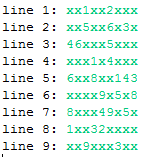 line 1: xx1xx2xxx
line 2: xx5xx6x3x
line 3: 46xxx5xxx
line 4: xxx1x4xxx
line 5: 6xx8xx143
line 6: xxxx9x5x8
line 7: 8xxx49x5x
line 8: 1xx32xxxx
line 9: xx9xxx3xx